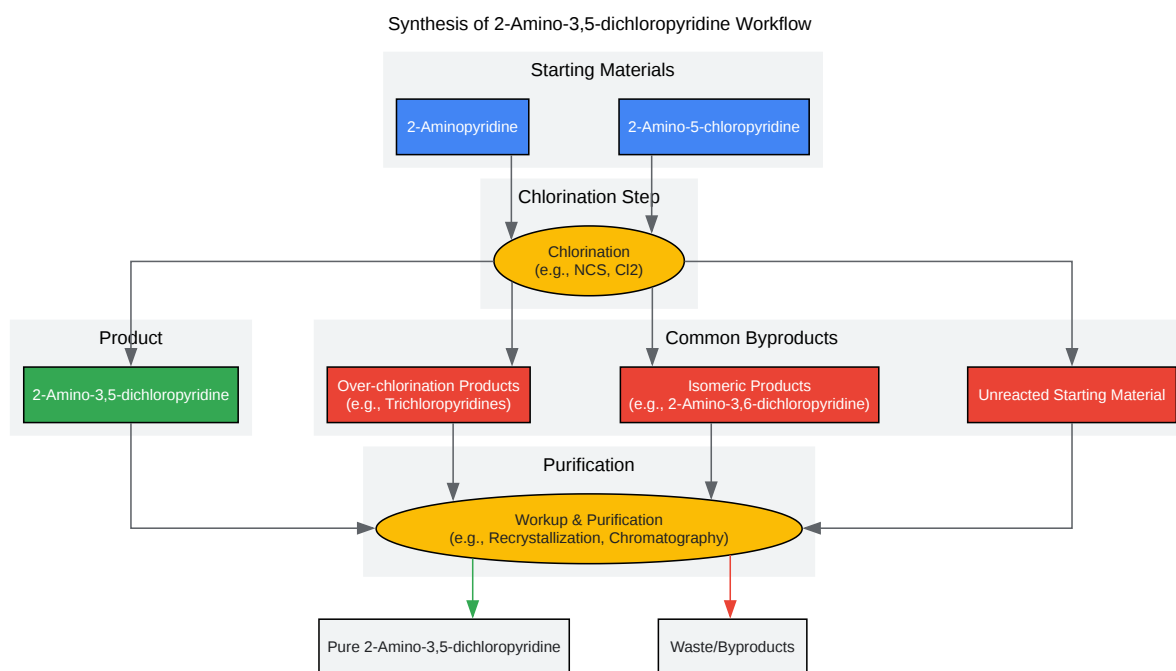 Synthesis of 2-Amino-3,5-dichloropyridine Workflow
Starting Materials
2-Aminopyridine
2-Amino-5-chloropyridine
Chlorination Step
Chlorination
(e.g., NCS, Cl2)
Product
Common Byproducts
2-Amino-3,5-dichloropyridine
Over-chlorination Products
(e.g., Trichloropyridines)
Isomeric Products
(e.g., 2-Amino-3,6-dichloropyridine)
Unreacted Starting Material
Purification
Workup & Purification
(e.g., Recrystallization, Chromatography)
Pure 2-Amino-3,5-dichloropyridine
Waste/Byproducts